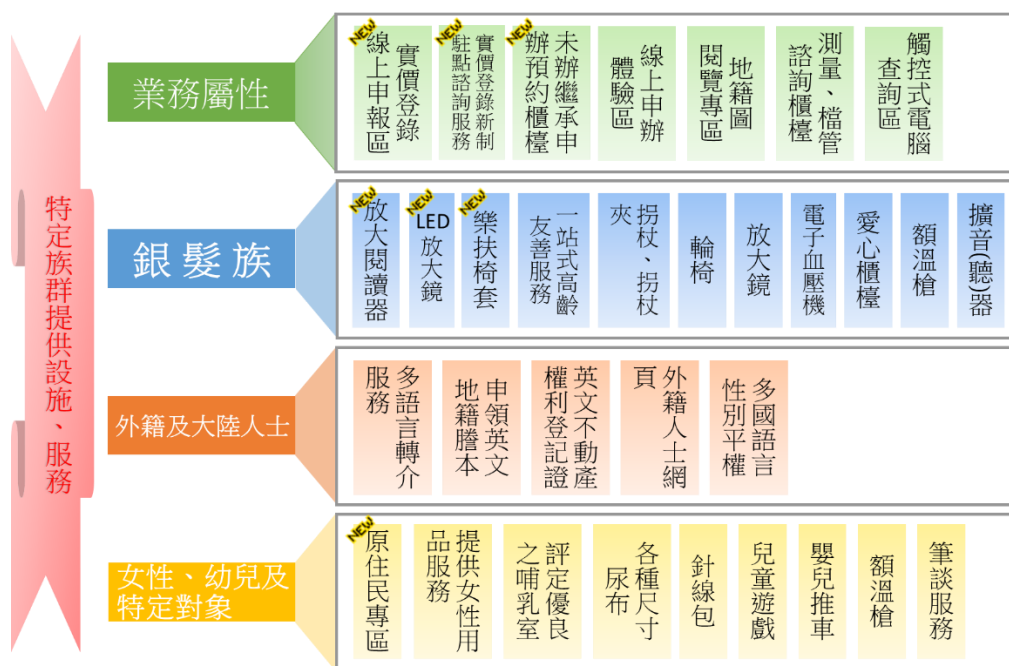 特定族群提供設施、服務
業務屬性
NEW
實價登錄
線上申報區
NEW
實價登錄新制
駐點諮詢服務
NEW
未辦繼承申
辦預約櫃檯
線上申辦
體驗區
地籍圖
閱覽專區
測量、檔管
諮詢櫃檯
觸控式電腦
查詢區
銀髮族
NEW
放大閱讀器
NEW
LED
放大鏡
NEW
樂扶椅套
一站式高齡
友善服務
拐杖、拐杖
夾
輪椅
放大鏡
電子血壓機
愛心櫃檯
額溫槍
擴音(聽)器
外籍及大陸人士
多語言轉介
服務
申領英文
地籍謄本
英文不動產
權利登記證
外籍人士網
頁
多國語言
性別平權
女性、幼兒及
特定對象
NEW
原住民專區
提供女性用
品服務
評定優良
之哺乳室
各種尺寸
尿布
針線包
兒童遊戲
嬰兒推車
額溫槍
筆談服務